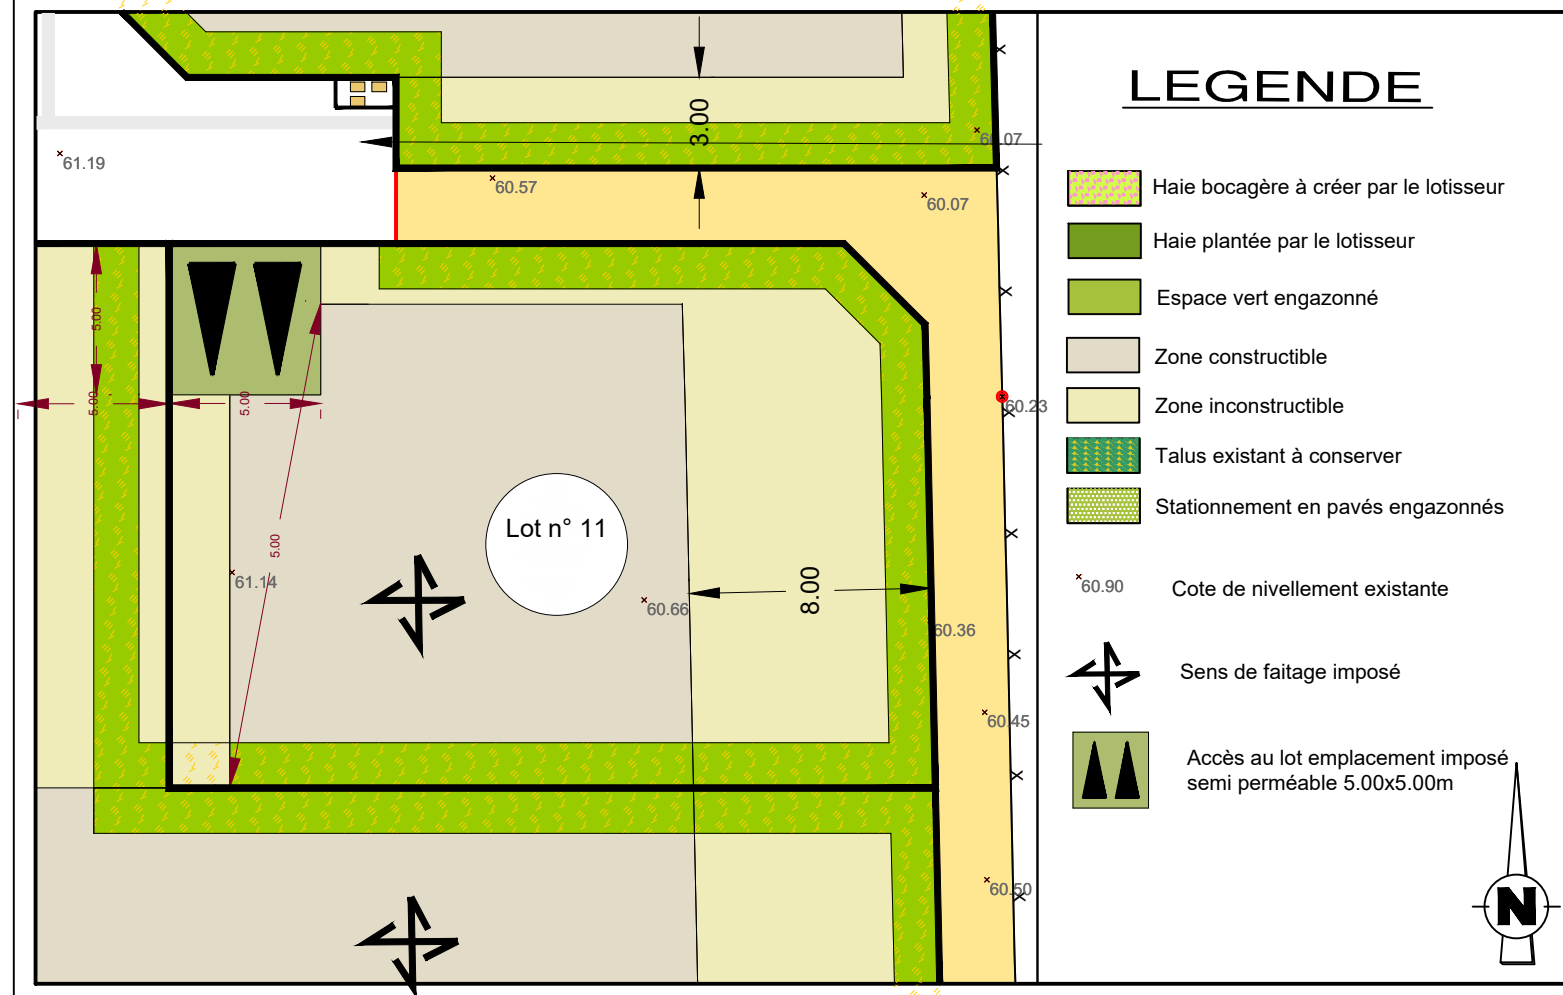 LEGENDE
Haie bocagère à créer par le lotisseur
Haie plantée par le lotisseur
Espace vert engazonné
Zone constructible
Zone inconstructible
Talus existant à conserver
Stationnement en pavés engazonnés
60.90
Cote de nivellement existante
Sens de faitage imposé
Accès au lot emplacement imposé
semi perméable 5.00x5.00m
N
3.00
60.07
61.19
60.57
60.07
5.00
5.00
5.00
60.23
Lot n° 11
5.00
61.14
60.66
8.00
60.36
60.45
60.50